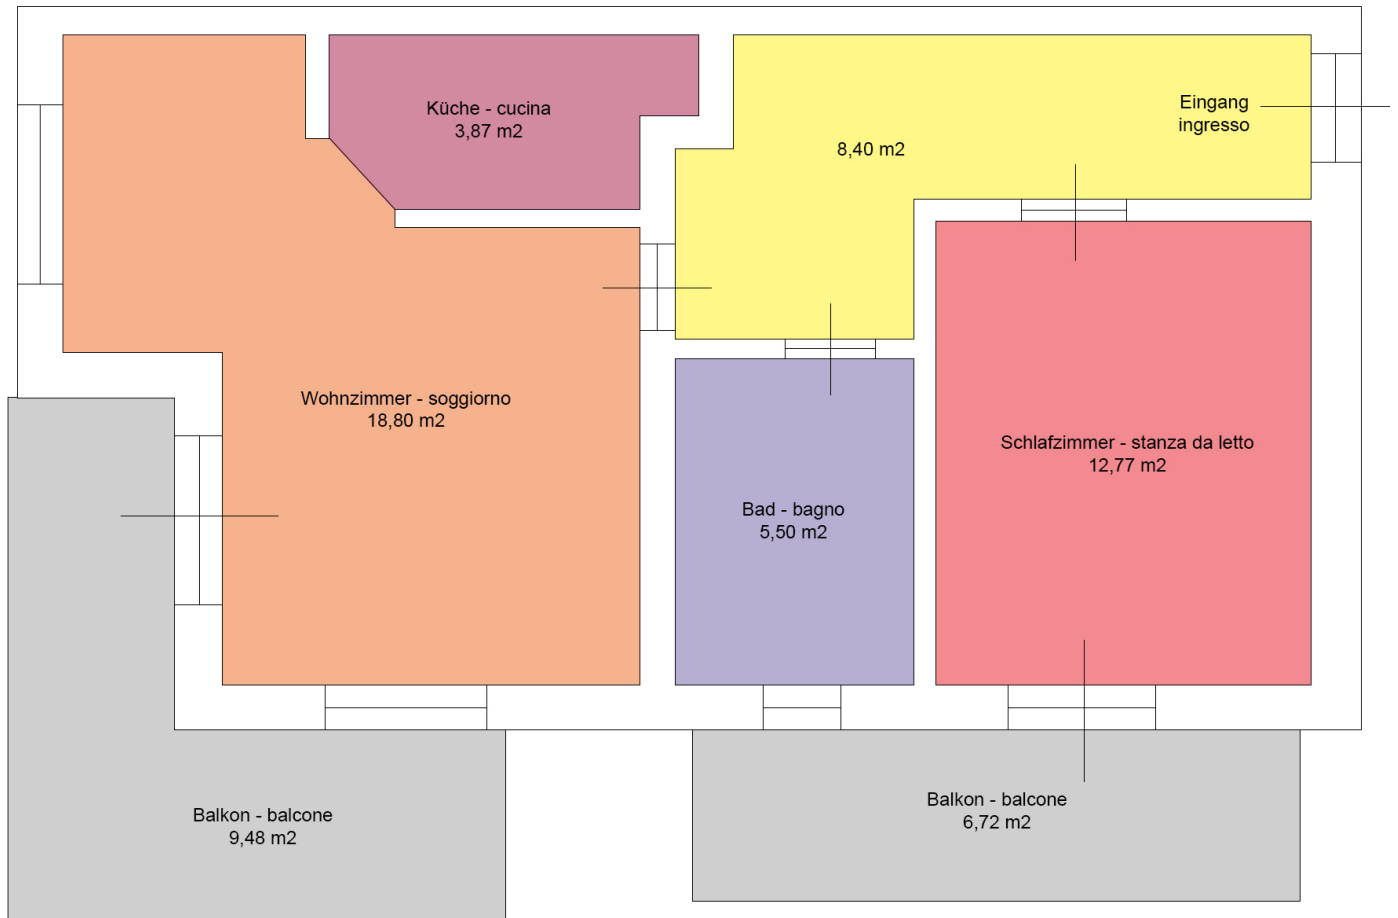 Küche - cucina
3,87 m2
Eingang
ingresso
8,40 m2
Wohnzimmer - soggiorno
18,80 m2
Schlafzimmer - stanza da letto
12,77 m2
Bad - bagno
5,50 m2
Balkon - balcone
9,48 m2
Balkon - balcone
6,72 m2